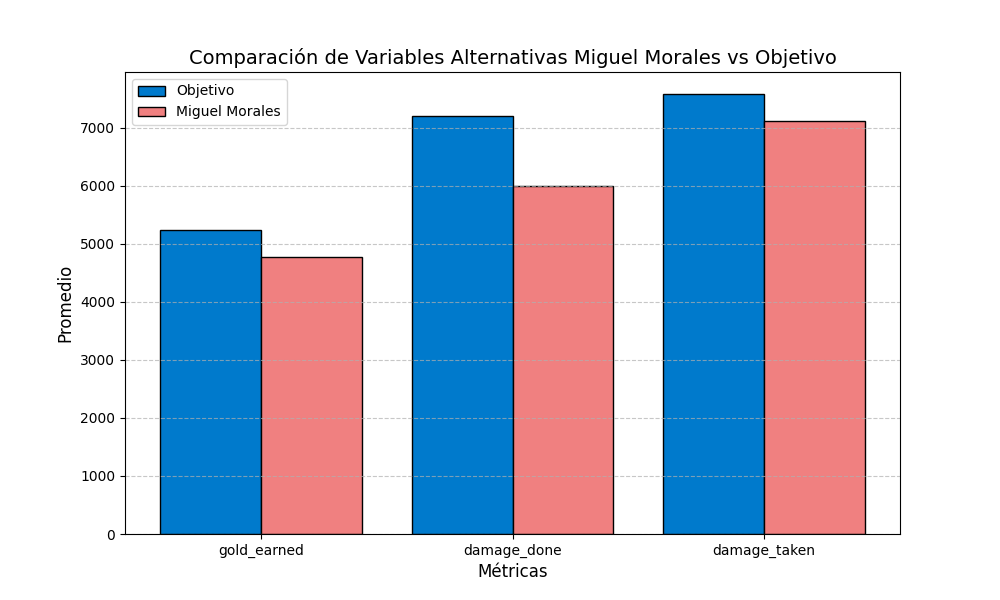 Comparación de Variables Alternativas Miguel Morales vs Objetivo
Objetivo
Miguel Morales
Promedio
7000
6000
5000
4000
3000
2000
1000
0
gold_earned damage_done damage_taken
Métricas